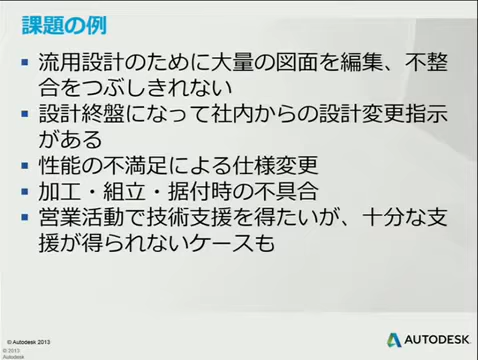 課題の例
▪ 流用設計のために大量の図面を編集、不整
合をつぶしきれない
▪ 設計終盤になって社内からの設計変更指示
がある
▪ 性能の不満足による仕様変更
▪ 加工・組立・据付時の不具合
▪ 営業活動で技術支援を得たいが、十分な支
援が得られないケースも
© Autodesk 2013
© 2013
Autodesk
AUTODESK.